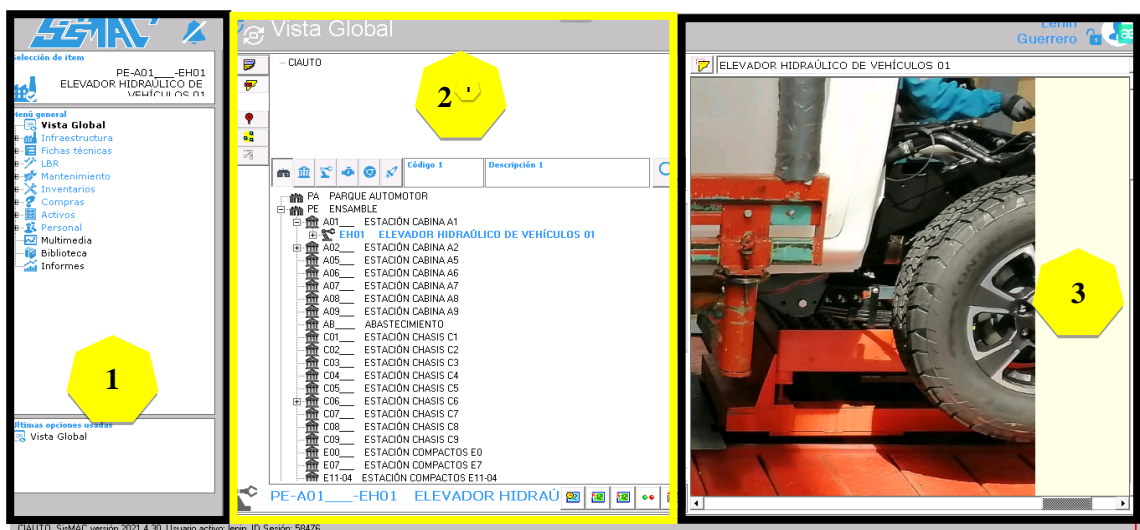 SisMAC
Selección de item
PE-A01___-EH01
ELEVADOR HIDRAÚLICO DE
VEHÍCULOS 01
Menú general
Vista Global
Infraestructura
Fichas técnicas
LBR
Mantenimiento
Inventarios
Compras
Activos
Personal
Multimedia
Biblioteca
Informes
1
Ultimas opciones usadas
Vista Global
Vista Global
CIAUTO
2
Código 1
Descripción 1
PA PARQUE AUTOMOTOR
PE ENSAMBLE
A01___ ESTACIÓN CABINA A1
EH01 ELEVADOR HIDRAÚLICO DE VEHÍCULOS 01
A02___ ESTACIÓN CABINA A2
A05___ ESTACIÓN CABINA A5
A06___ ESTACIÓN CABINA A6
A07___ ESTACIÓN CABINA A7
A08___ ESTACIÓN CABINA A8
A09___ ESTACIÓN CABINA A9
AB____ ABASTECIMIENTO
C01___ ESTACIÓN CHASIS C1
C02___ ESTACIÓN CHASIS C2
C03___ ESTACIÓN CHASIS C3
C04___ ESTACIÓN CHASIS C4
C05___ ESTACIÓN CHASIS C5
C06___ ESTACIÓN CHASIS C6
C07___ ESTACIÓN CHASIS C7
C08___ ESTACIÓN CHASIS C8
C09___ ESTACIÓN CHASIS C9
E00___ ESTACIÓN COMPACTOS E0
E07___ ESTACIÓN COMPACTOS E7
E11-04 ESTACIÓN COMPACTOS E11-04
PE-A01___-EH01 ELEVADOR HIDRAÚ
Lenin
Guerrero
ELEVADOR HIDRAÚLICO DE VEHÍCULOS 01
3
CIAUTO, SisMAC versión 2021.4.30, Usuario activo: lenin, ID Sesión: 58476